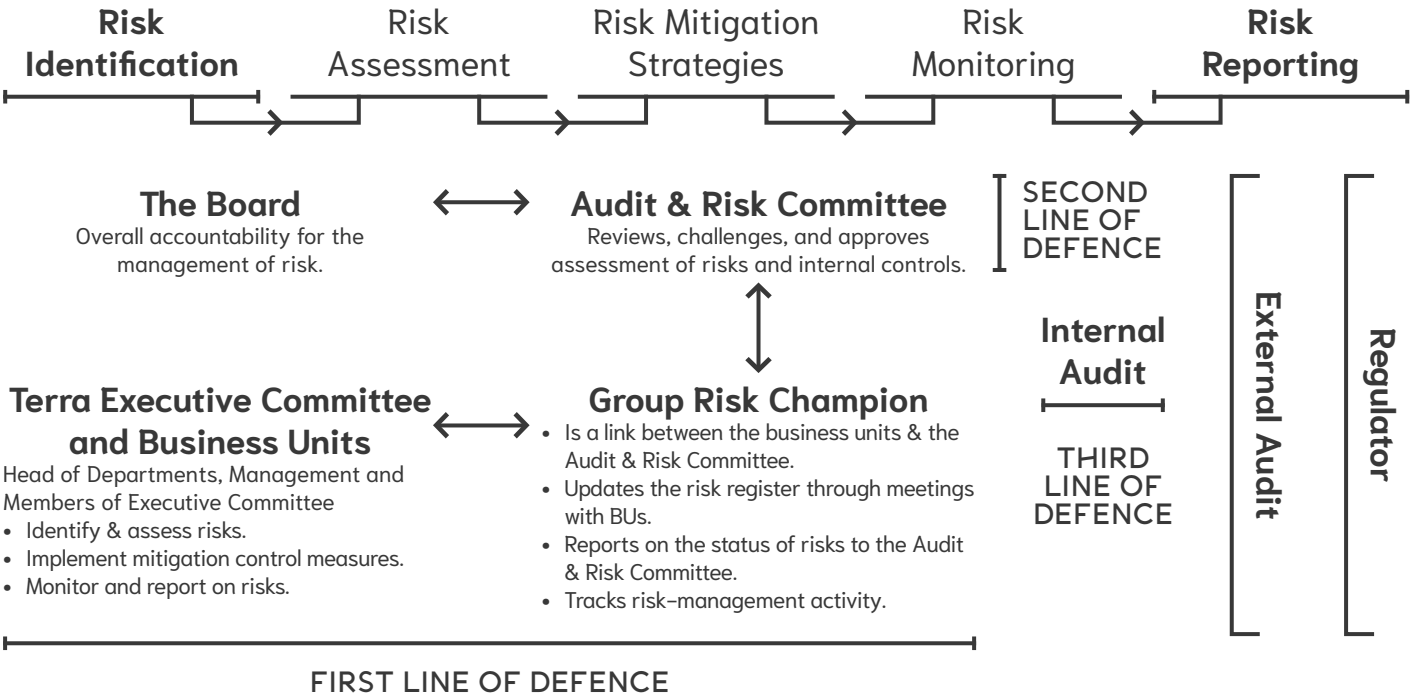 Risk
Identification
Risk
Assessment
Risk Mitigation
Strategies
Risk
Monitoring
Risk
Reporting
The Board
Overall accountability for the
management of risk.
Audit & Risk Committee
Reviews, challenges, and approves
assessment of risks and internal controls.
SECOND
LINE OF
DEFENCE
Terra Executive Committee
and Business Units
Head of Departments, Management and
Members of Executive Committee
• Identify & assess risks.
• Implement mitigation control measures.
• Monitor and report on risks.
Group Risk Champion
• Is a link between the business units & the
Audit & Risk Committee.
• Updates the risk register through meetings
with BUs.
• Reports on the status of risks to the Audit
& Risk Committee.
• Tracks risk-management activity.
Internal
Audit
THIRD
LINE OF
DEFENCE
External Audit
Regulator
FIRST LINE OF DEFENCE